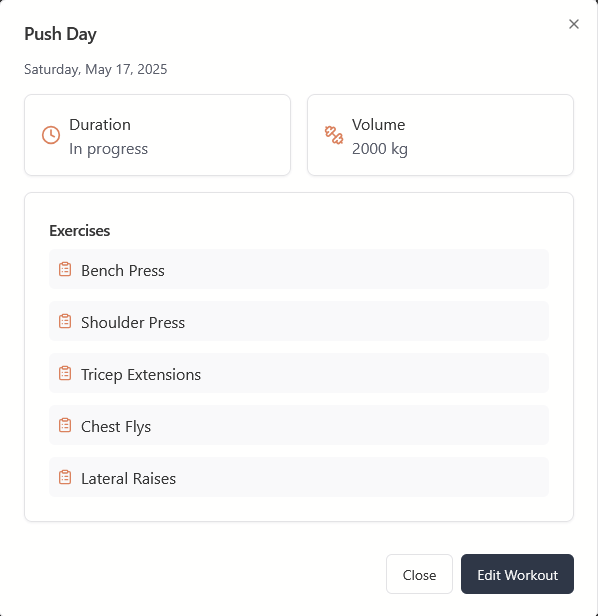 Push Day
Saturday, May 17, 2025
Duration
In progress
Volume
2000 kg
Exercises
Bench Press
Shoulder Press
Tricep Extensions
Chest Flys
Lateral Raises
Close
Edit Workout